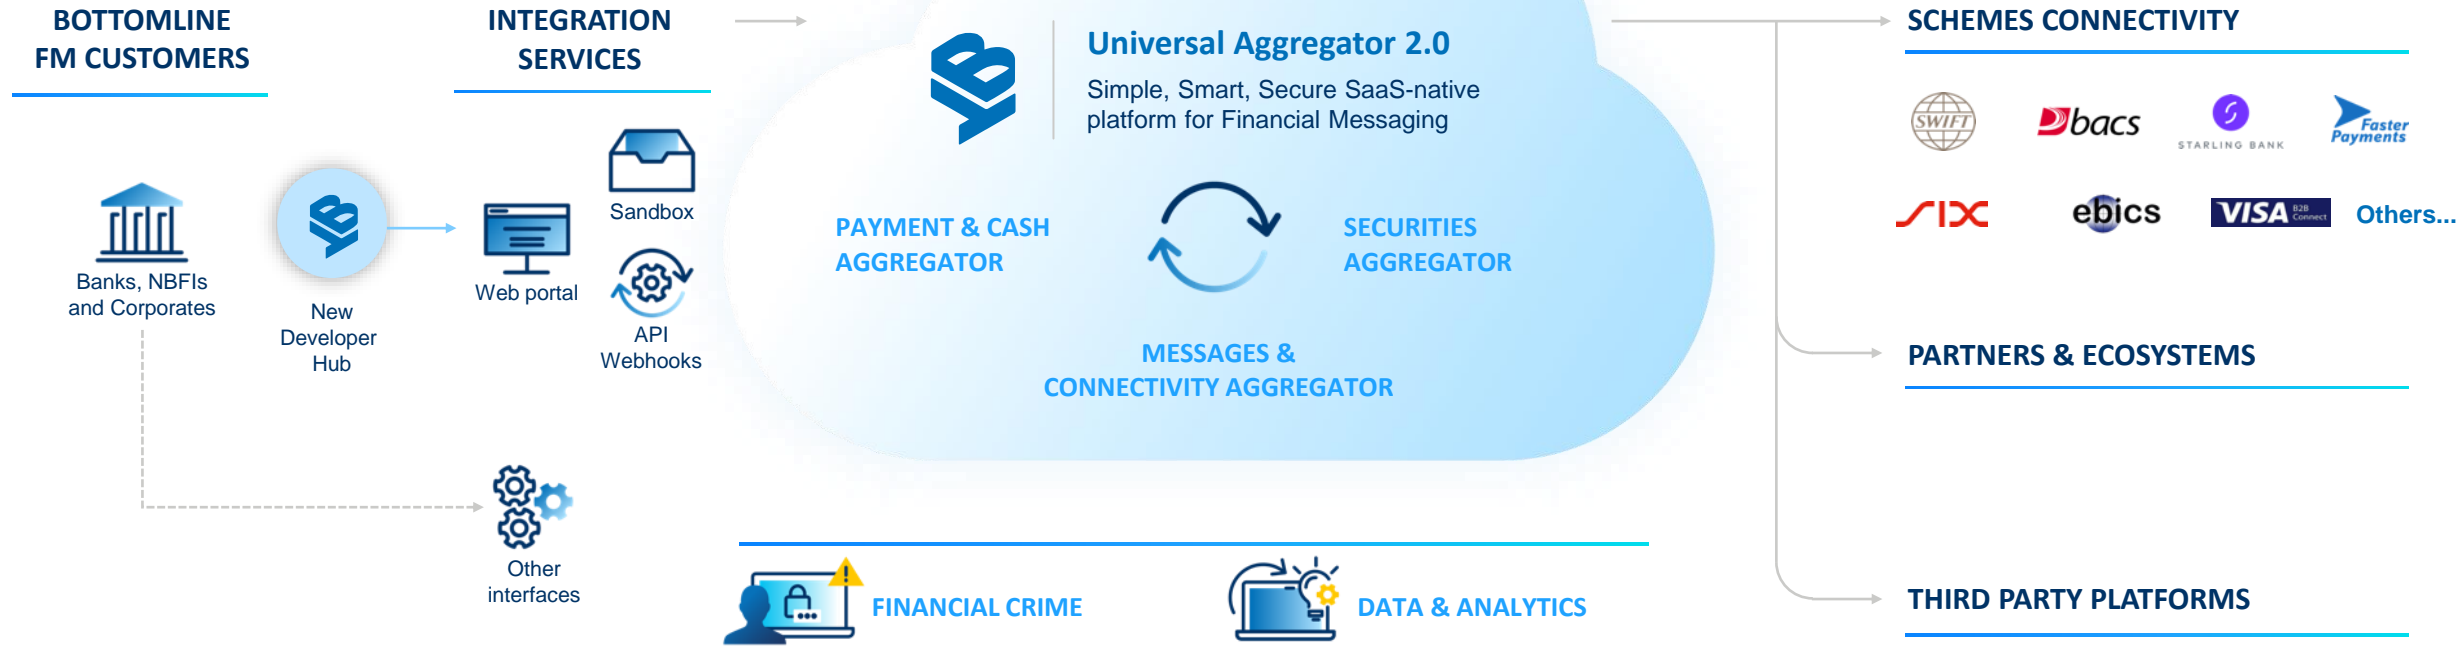 BOTTOMLINE
FM CUSTOMERS
Banks, NBFIs
and Corporates
New
Developer
Hub
INTEGRATION
SERVICES
Sandbox
Web portal
API
Webhooks
Other
interfaces
Universal Aggregator 2.0
Simple, Smart, Secure SaaS-native
platform for Financial Messaging
PAYMENT & CASH
AGGREGATOR
SECURITIES
AGGREGATOR
MESSAGES &
CONNECTIVITY AGGREGATOR
FINANCIAL CRIME
DATA & ANALYTICS
SCHEMES CONNECTIVITY
SWIFT
bacs
STARLING BANK
Faster
Payments
SIX
ebics
VISA B2B
Connect
Others...
PARTNERS & ECOSYSTEMS
THIRD PARTY PLATFORMS